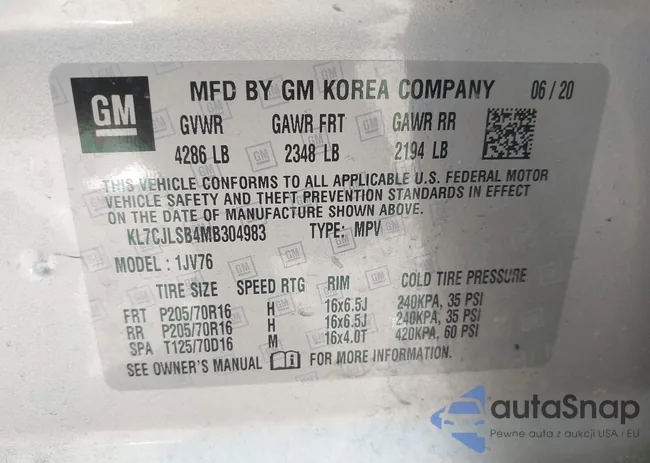 GM
MFD BY GM KOREA COMPANY 06 / 20
GVWR GAWR FRT GAWR RR
4286 LB 2348 LB 2194 LB
THIS VEHICLE CONFORMS TO ALL APPLICABLE U.S. FEDERAL MOTOR
VEHICLE SAFETY AND THEFT PREVENTION STANDARDS IN EFFECT
ON THE DATE OF MANUFACTURE SHOWN ABOVE.
KL7CJLSB4MB304983 TYPE: MPV
MODEL : 1JV76
TIRE SIZE SPEED RTG RIM COLD TIRE PRESSURE
FRT P205/70R16 H 16x6.5J 240KPA, 35 PSI
RR P205/70R16 H 16x6.5J 240KPA, 35 PSI
SPA T125/70D16 M 16x4.0T 420KPA, 60 PSI
SEE OWNER'S MANUAL FOR MORE INFORMATION.
autaSnap
Pewne auta z aukcji USA i EU